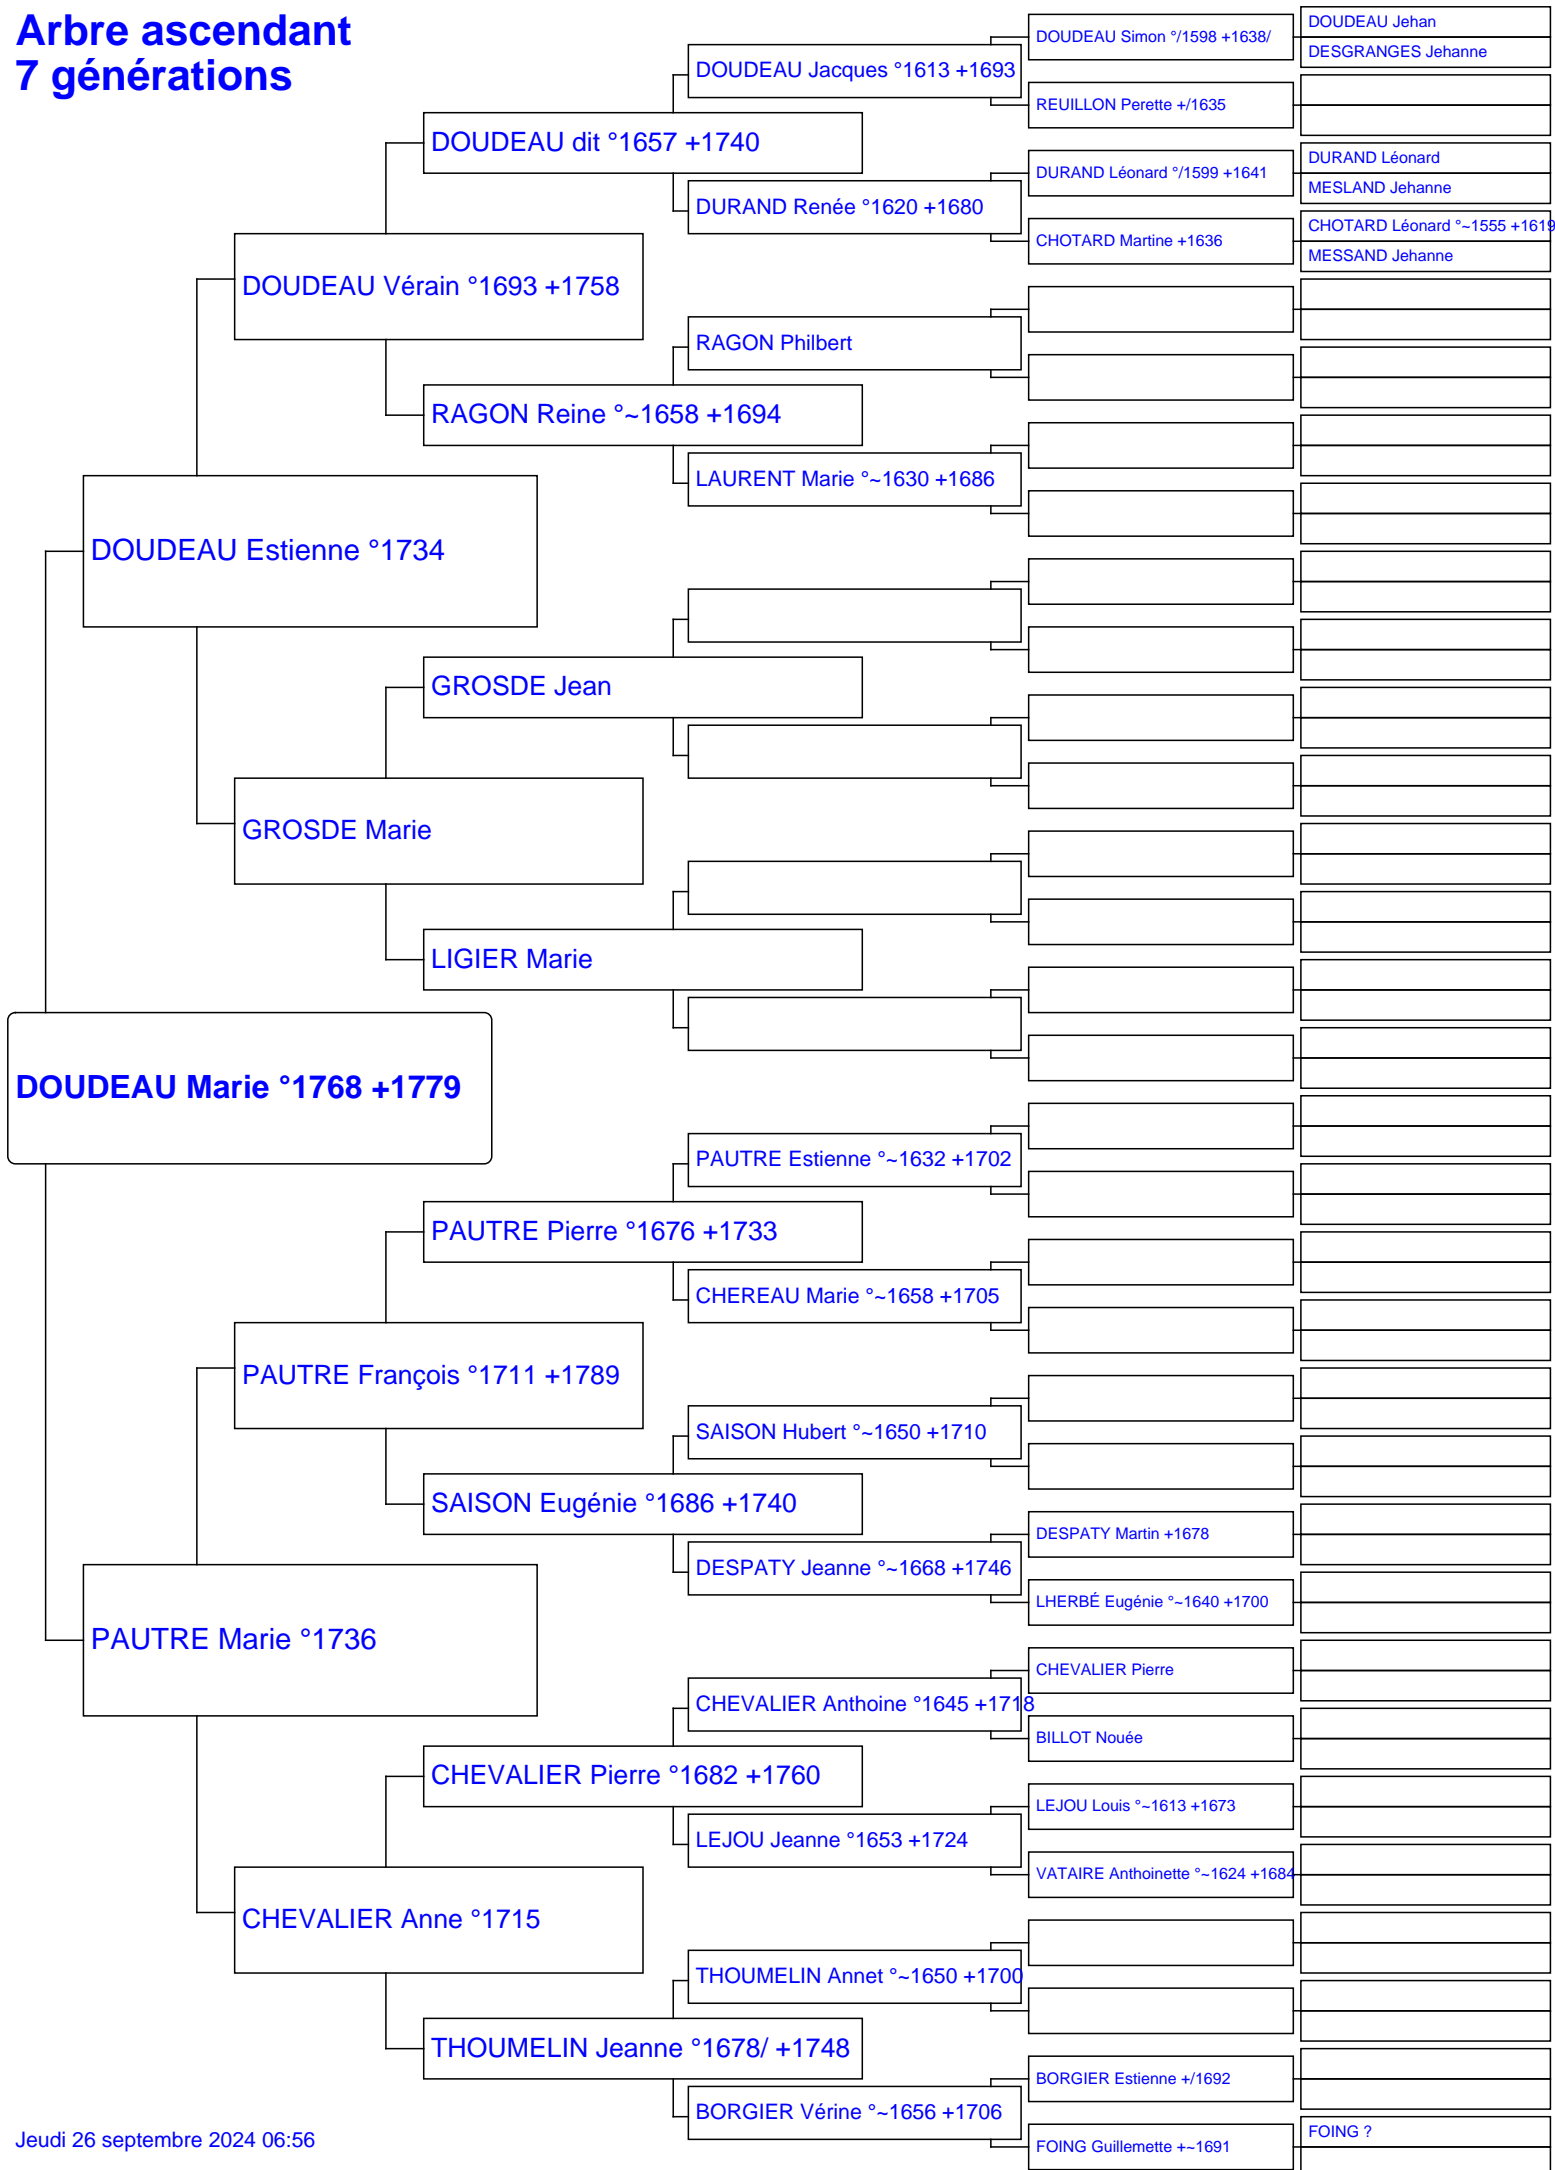 Arbre ascendant
7 générations
DOUDEAU Jehan
DOUDEAU Simon °/1598 +1638/
DESGRANGES Jehanne
DOUDEAU Jacques °1613 +1693
REUILLON Perette +/1635
DOUDEAU dit °1657 +1740
DURAND Léonard
DURAND Léonard °/1599 +1641
MESLAND Jehanne
DURAND Renée °1620 +1680
CHOTARD Léonard °~1555 +1619
CHOTARD Martine +1636
MESSAND Jehanne
DOUDEAU Vérain °1693 +1758
RAGON Philbert
RAGON Reine °~1658 +1694
LAURENT Marie °~1630 +1686
DOUDEAU Estienne °1734
GROSDE Jean
GROSDE Marie
LIGIER Marie
DOUDEAU Marie °1768 +1779
PAUTRE Estienne °~1632 +1702
PAUTRE Pierre °1676 +1733
CHEREAU Marie °~1658 +1705
PAUTRE François °1711 +1789
SAISON Hubert °~1650 +1710
SAISON Eugénie °1686 +1740
DESPATY Martin +1678
DESPATY Jeanne °~1668 +1746
LHERBÉ Eugénie °~1640 +1700
PAUTRE Marie °1736
CHEVALIER Pierre
CHEVALIER Anthoine °1645 +1718
BILLOT Nouée
CHEVALIER Pierre °1682 +1760
LEJOU Louis °~1613 +1673
LEJOU Jeanne °1653 +1724
VATAIRE Anthoinette °~1624 +1684
CHEVALIER Anne °1715
THOUMELIN Annet °~1650 +1700
THOUMELIN Jeanne °1678/ +1748
BORGIER Estienne +/1692
BORGIER Vérine °~1656 +1706
FOING ?
FOING Guillemette +~1691
Jeudi 26 septembre 2024 06:56